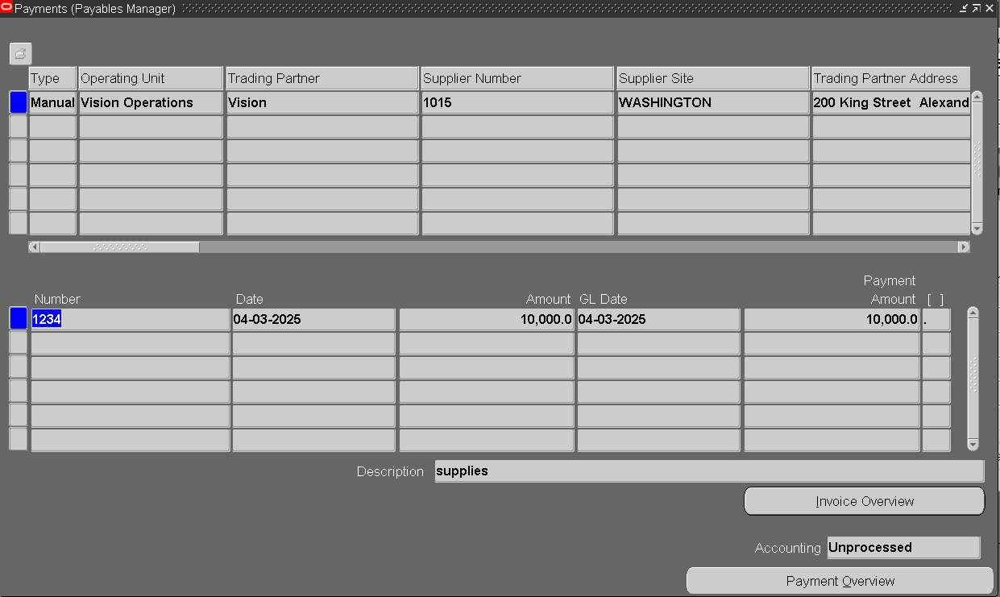 Payments (Payables Manager)
Type Operating Unit Trading Partner Supplier Number Supplier Site Trading Partner Address
Manual Vision Operations Vision 1015 WASHINGTON 200 King Street Alexand
Payment
Number Date Amount GL Date Amount [ ]
1234 04-03-2025 10,000.0 04-03-2025 10,000.0 .
Description supplies
Invoice Overview
Accounting Unprocessed
Payment Overview